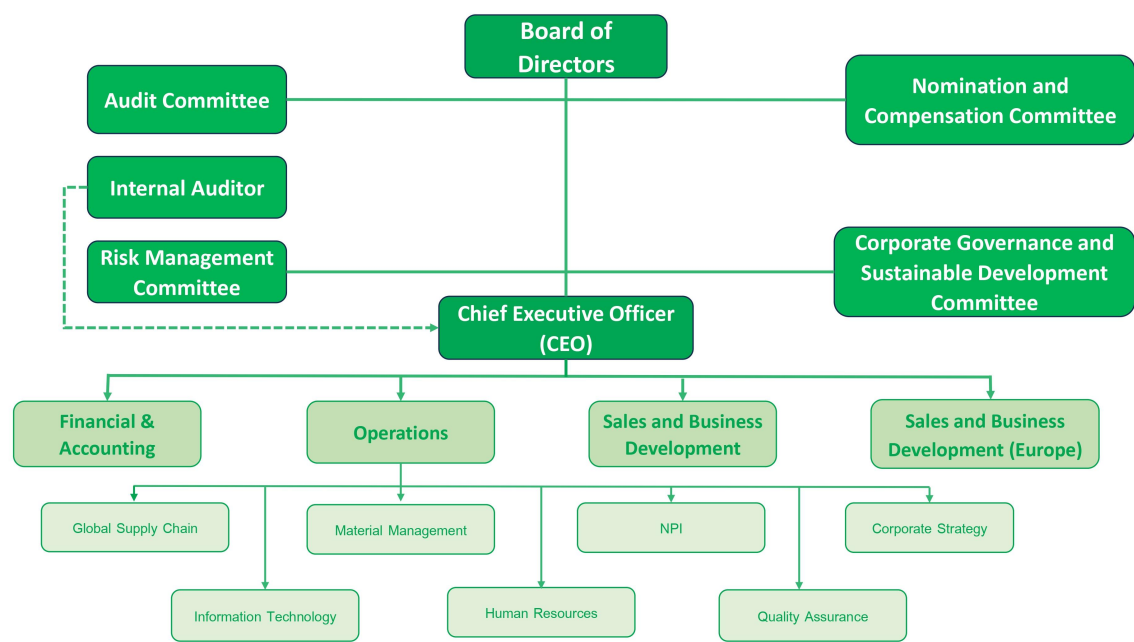 Board of
Directors
Audit Committee
Nomination and
Compensation Committee
Internal Auditor
Risk Management
Committee
Corporate Governance and
Sustainable Development
Committee
Chief Executive Officer
(CEO)
Financial &
Accounting
Operations
Sales and Business
Development
Sales and Business
Development (Europe)
Global Supply Chain
Material Management
NPI
Corporate Strategy
Information Technology
Human Resources
Quality Assurance